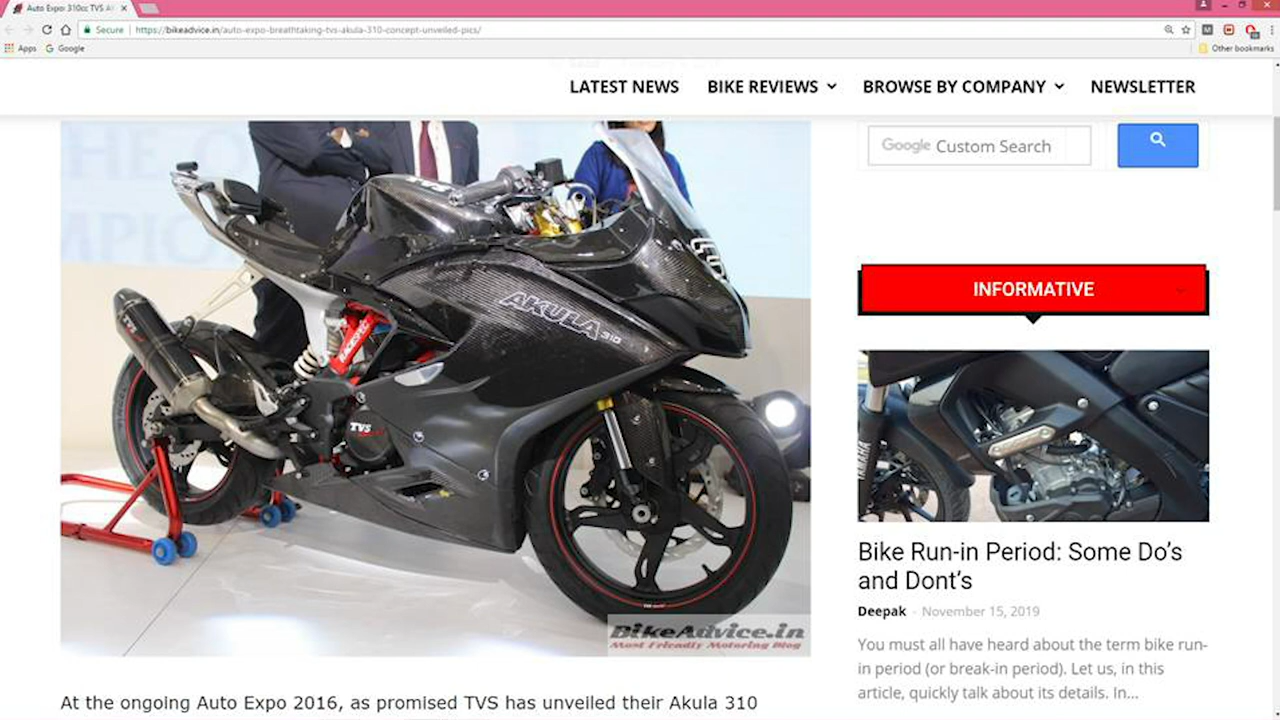 Auto Expo: 310cc TVS A
Secure
https://bikeadvice.in/auto-expo-breathtaking-tvs-akula-310-concept-unveiled-pics/
Apps
Google
Other bookmarks
LATEST NEWS
BIKE REVIEWS
BROWSE BY COMPANY
NEWSLETTER
TVS
AKULA 310
TVS
BikeAdvice.in
Most Friendly Motoring Blog
At the ongoing Auto Expo 2016, as promised TVS has unveiled their Akula 310
Google Custom Search
INFORMATIVE
Bike Run-in Period: Some Do’s
and Dont’s
Deepak - November 15, 2019
You must all have heard about the term bike run-
in period (or break-in period). Let us, in this
article, quickly talk about its details. In...